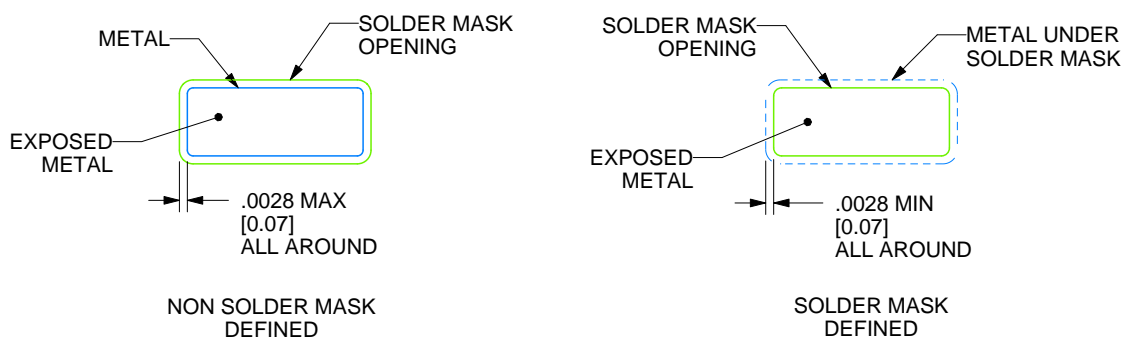 METAL
SOLDER MASK
OPENING
EXPOSED
METAL
.0028 MAX
[0.07]
ALL AROUND
NON SOLDER MASK
DEFINED
SOLDER MASK
OPENING
METAL UNDER
SOLDER MASK
EXPOSED
METAL
.0028 MIN
[0.07]
ALL AROUND
SOLDER MASK
DEFINED